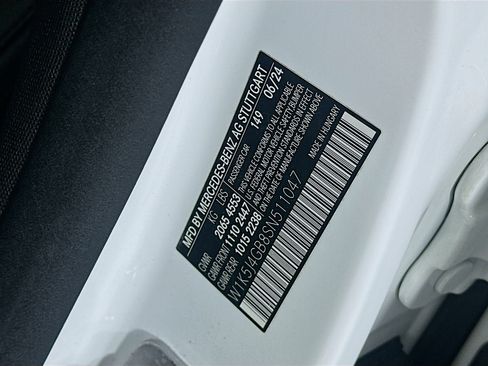 MFD BY MERCEDES-BENZ AG STUTTGART
KG LBS PASSENGER CAR 149 06/24
GVWR 2065 4553 THIS VEHICLE CONFORMS TO ALL APPLICABLE
GAWR FRONT 1110 2447 FEDERAL MOTOR VEHICLE SAFETY BUMPER
GAWR REAR 1015 2238 AND THEFT PREVENTION STANDARDS IN EFFECT
ON THE DATE OF MANUFACTURE SHOWN ABOVE.
W1K5J4GB8SN511047 MADE IN HUNGARY